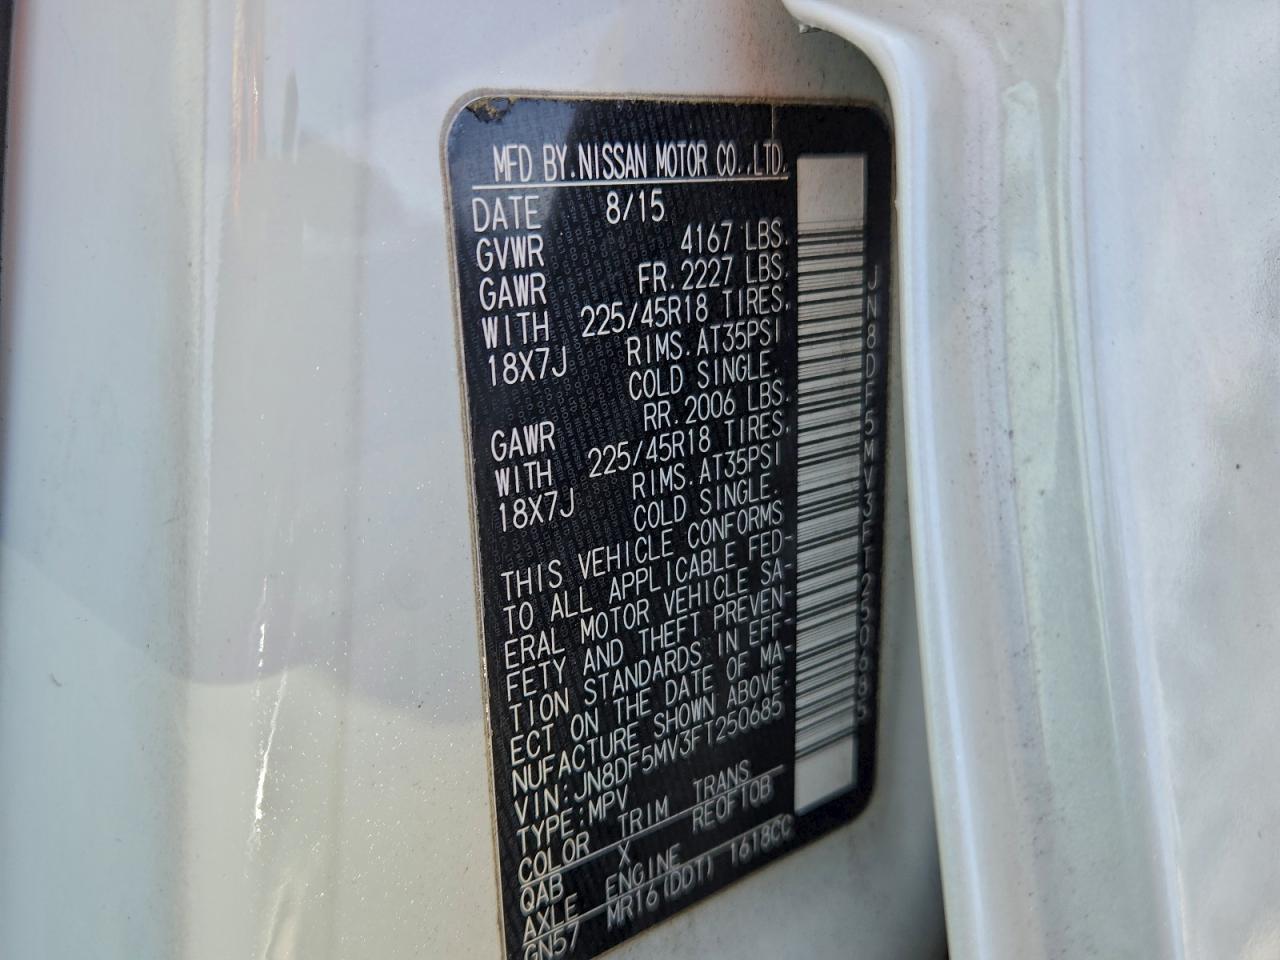 MFD BY.NISSAN MOTOR CO.,LTD.
DATE 8/15
GVWR 4167 LBS.
GAWR FR.2227 LBS.
WITH 225/45R18 TIRES.
18X7J RIMS.AT35PSI
COLD SINGLE.
GAWR RR.2006 LBS.
WITH 225/45R18 TIRES.
18X7J RIMS.AT35PSI
COLD SINGLE.
THIS VEHICLE CONFORMS
TO ALL APPLICABLE FED-
ERAL MOTOR VEHICLE SA-
FETY AND THEFT PREVEN-
TION STANDARDS IN EFF-
ECT ON THE DATE OF MA-
NUFACTURE SHOWN ABOVE.
VIN:JN8DF5MV3FT250685
TYPE:MPV
COLOR TRIM TRANS
QAB X RE0F10B
AXLE ENGINE
GN57 MR16(DDT) 1618CC
JN8DF5MV3FT250685